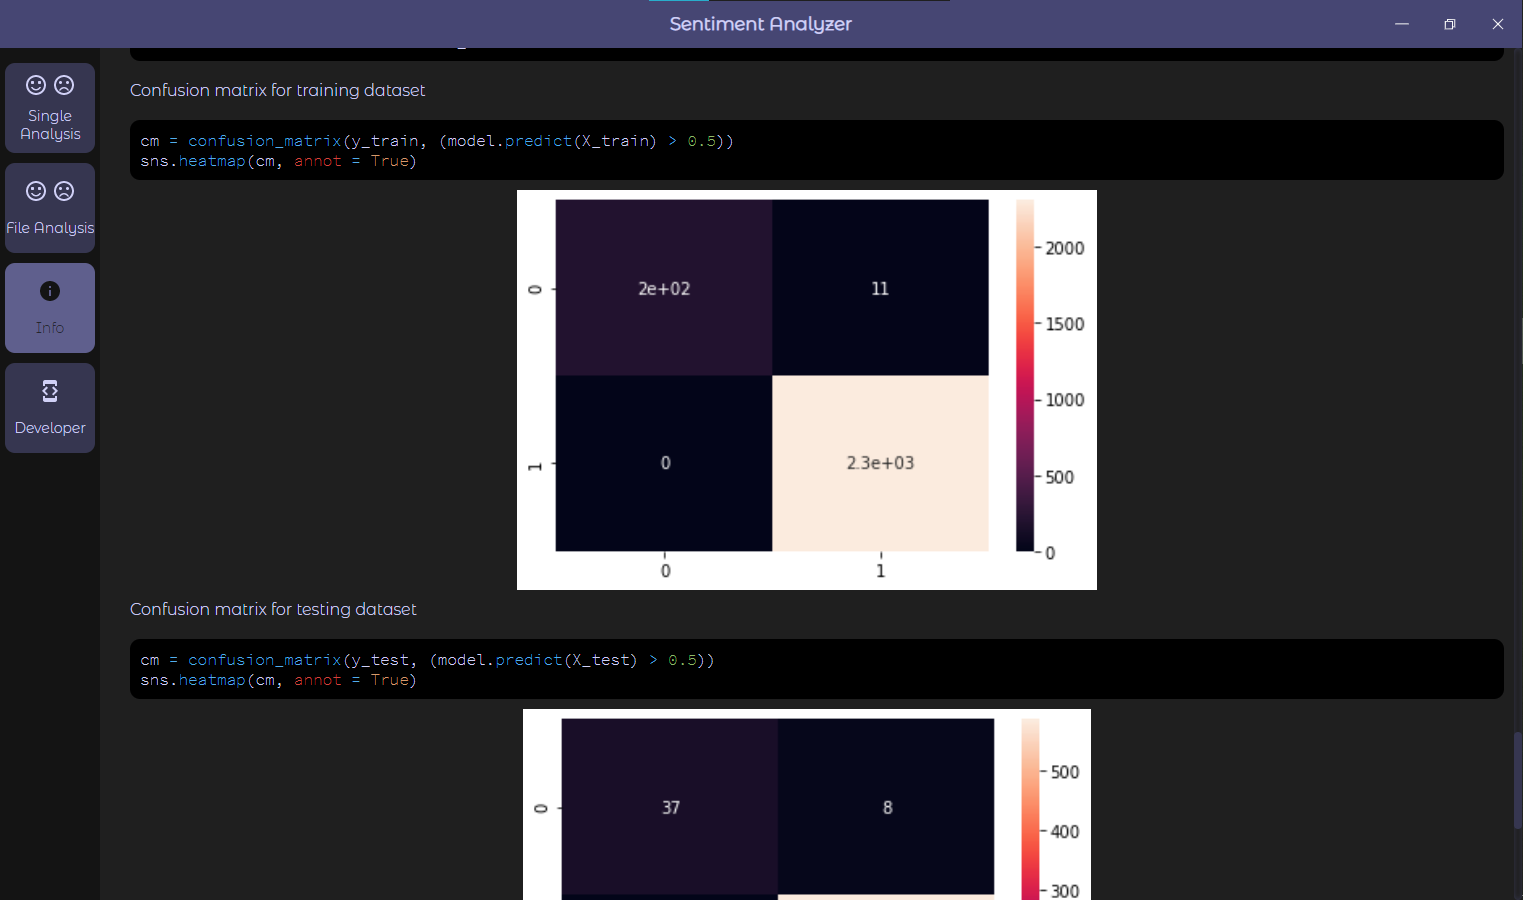 Sentiment Analyzer
Single
Analysis
File Analysis
Info
Developer
Confusion matrix for training dataset
cm = confusion_matrix(y_train, (model.predict(X_train) > 0.5))
sns.heatmap(cm, annot = True)
0
1
2e+02
11
0
2.3e+03
0
1
2000
1500
1000
500
0
Confusion matrix for testing dataset
cm = confusion_matrix(y_test, (model.predict(X_test) > 0.5))
sns.heatmap(cm, annot = True)
0
37
8
500
400
300